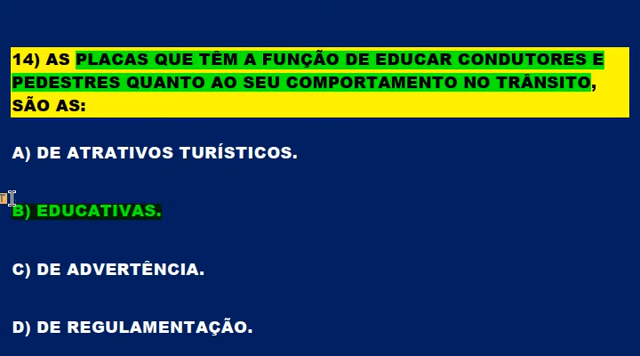 14) AS PLACAS QUE TÊM A FUNÇÃO DE EDUCAR CONDUTORES E
PEDESTRES QUANTO AO SEU COMPORTAMENTO NO TRÂNSITO,
SÃO AS:
A) DE ATRATIVOS TURÍSTICOS.
B) EDUCATIVAS.
C) DE ADVERTÊNCIA.
D) DE REGULAMENTAÇÃO.